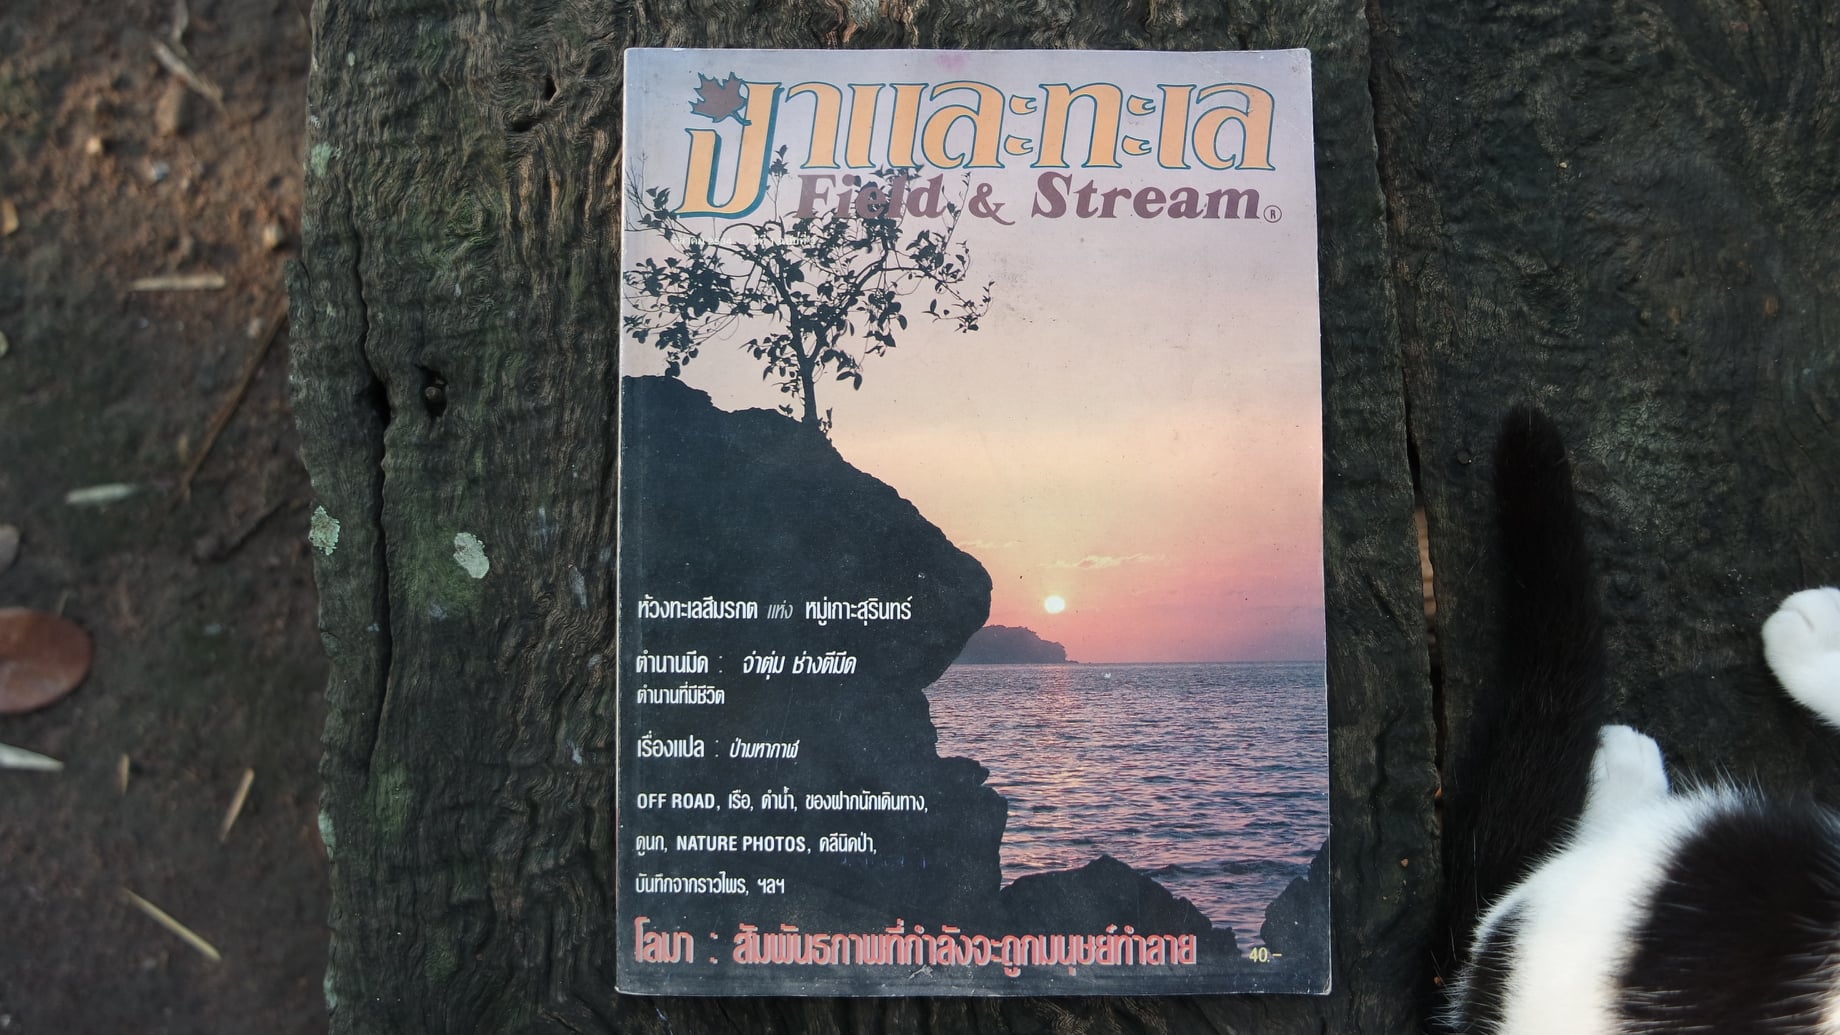 ป่าและทะเล
Field & Stream®
ห้วงทะเลสีมรกต แห่ง หมู่เกาะสุรินทร์
ตำนานมีด : จ่าตุ่ม ช่างตีมีด
ตำนานที่มีชีวิต
เรื่องแปล : ป่ามหากาฬ
OFF ROAD, เรือ, ดำน้ำ, ของฝากนักเดินทาง,
ดูนก, NATURE PHOTOS, คลีนิคป่า,
บันทึกจากราวไพร, ฯลฯ
โลมา : สัมพันธภาพที่กำลังจะถูกมนุษย์ทำลาย
40.-